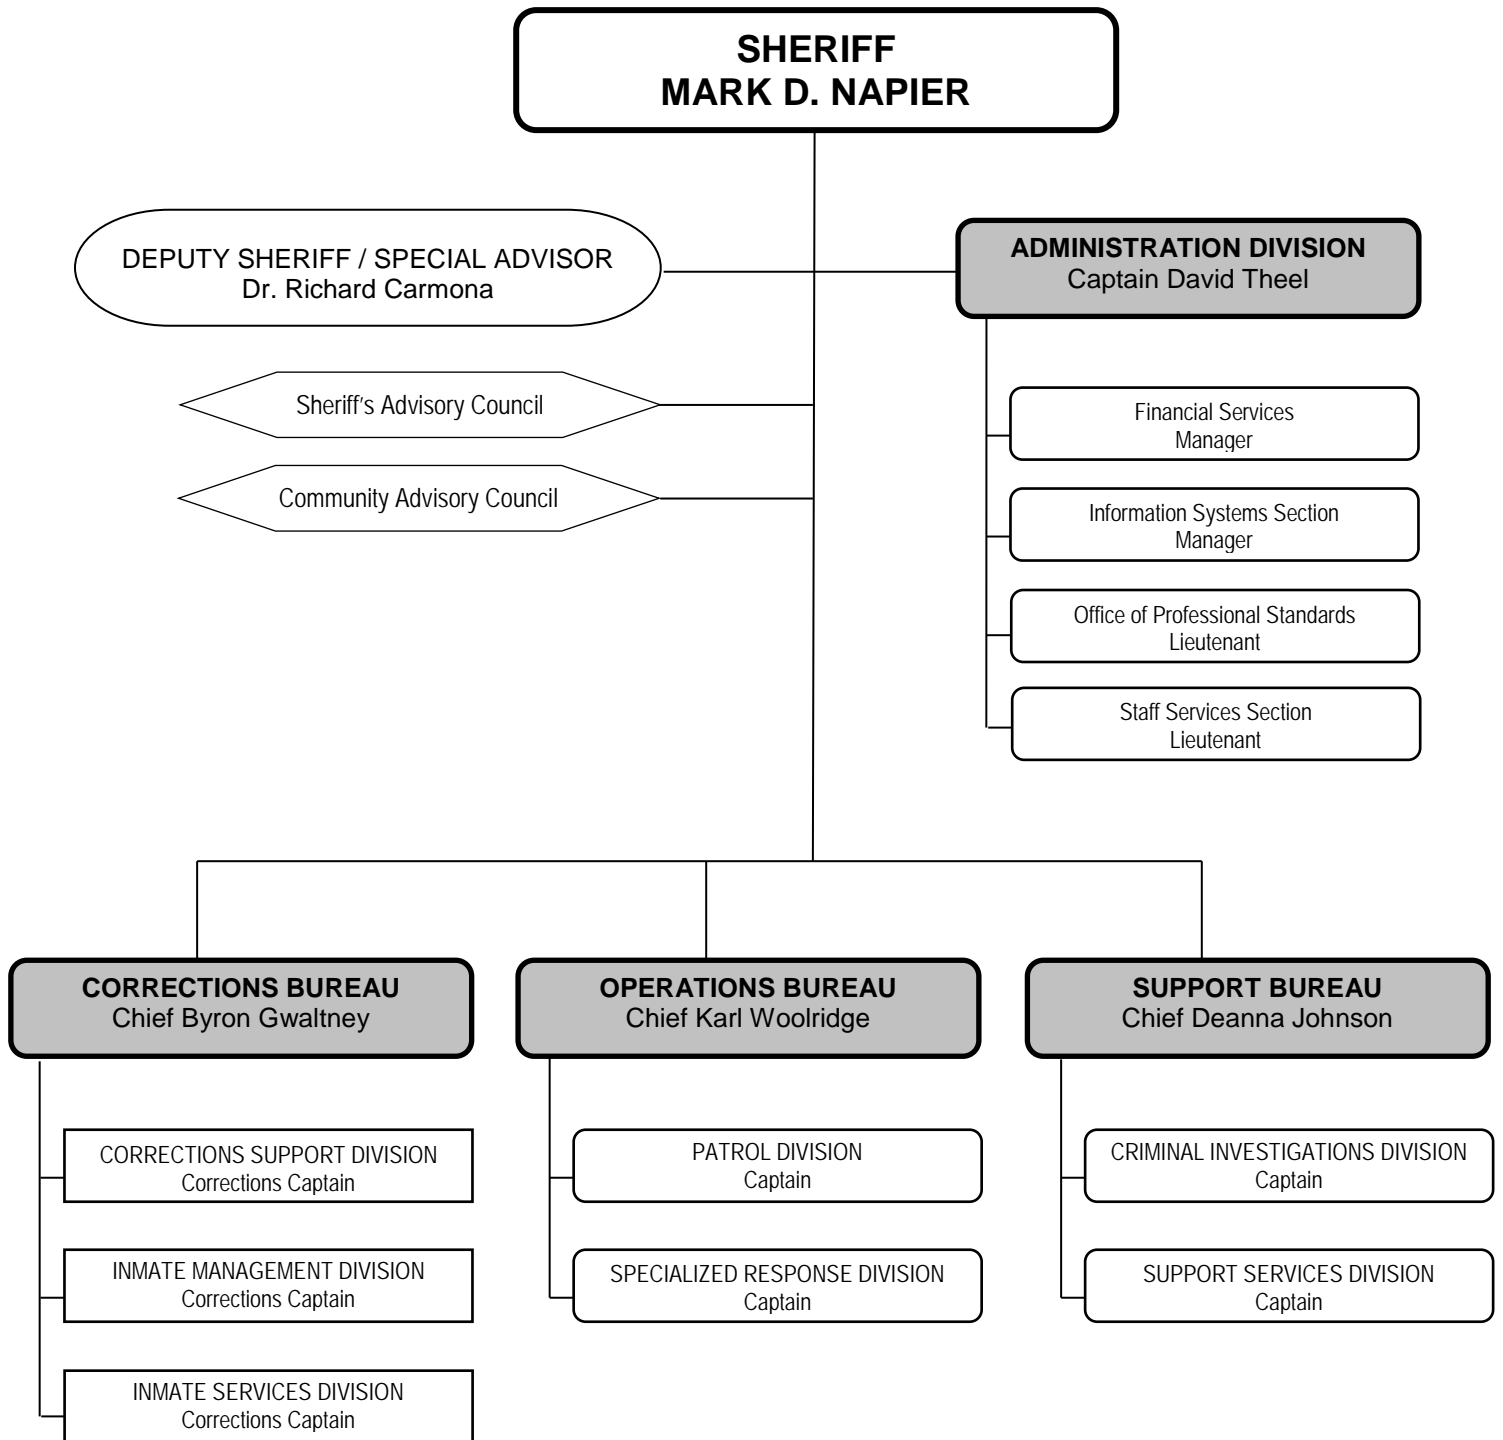 SHERIFF
MARK D. NAPIER
DEPUTY SHERIFF / SPECIAL ADVISOR
Dr. Richard Carmona
ADMINISTRATION DIVISION
Captain David Theel
Sheriff's Advisory Council
Community Advisory Council
Financial Services
Manager
Information Systems Section
Manager
Office of Professional Standards
Lieutenant
Staff Services Section
Lieutenant
CORRECTIONS BUREAU
Chief Byron Gwaltney
CORRECTIONS SUPPORT DIVISION
Corrections Captain
INMATE MANAGEMENT DIVISION
Corrections Captain
INMATE SERVICES DIVISION
Corrections Captain
OPERATIONS BUREAU
Chief Karl Woolridge
PATROL DIVISION
Captain
SPECIALIZED RESPONSE DIVISION
Captain
SUPPORT BUREAU
Chief Deanna Johnson
CRIMINAL INVESTIGATIONS DIVISION
Captain
SUPPORT SERVICES DIVISION
Captain